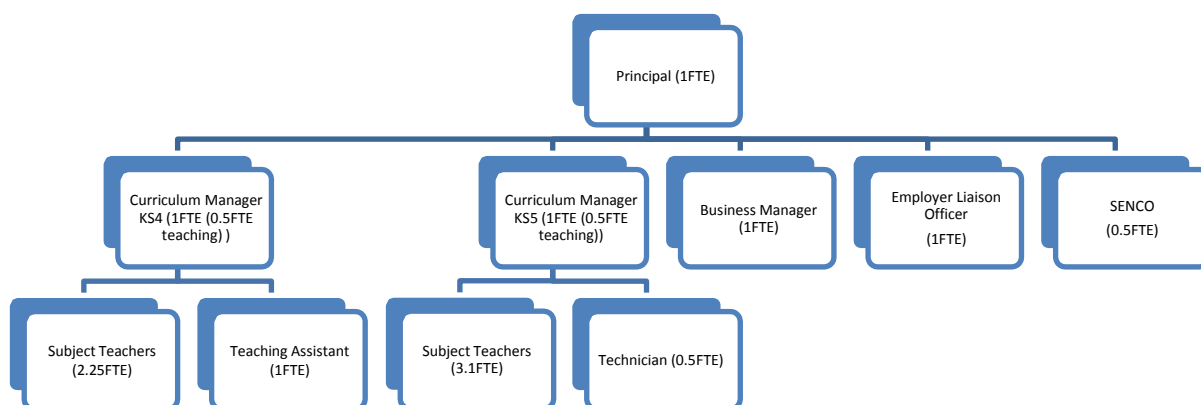 Principal (1FTE)
Curriculum Manager
KS4 (1FTE (0.5FTE
teaching) )
Curriculum Manager
KS5 (1FTE (0.5FTE
teaching))
Business Manager
(1FTE)
Employer Liaison
Officer
(1FTE)
SENCO
(0.5FTE)
Subject Teachers
(2.25FTE)
Teaching Assistant
(1FTE)
Subject Teachers
(3.1FTE)
Technician (0.5FTE)